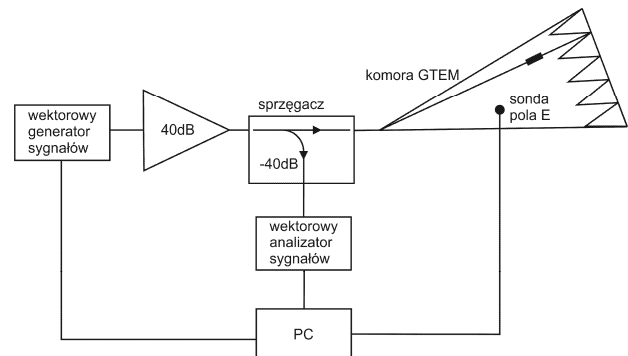 komora GTEM
sprzęgacz
sonda
pola E
wektorowy
generator
sygnałów
40dB
-40dB
wektorowy
analizator
sygnałów
PC